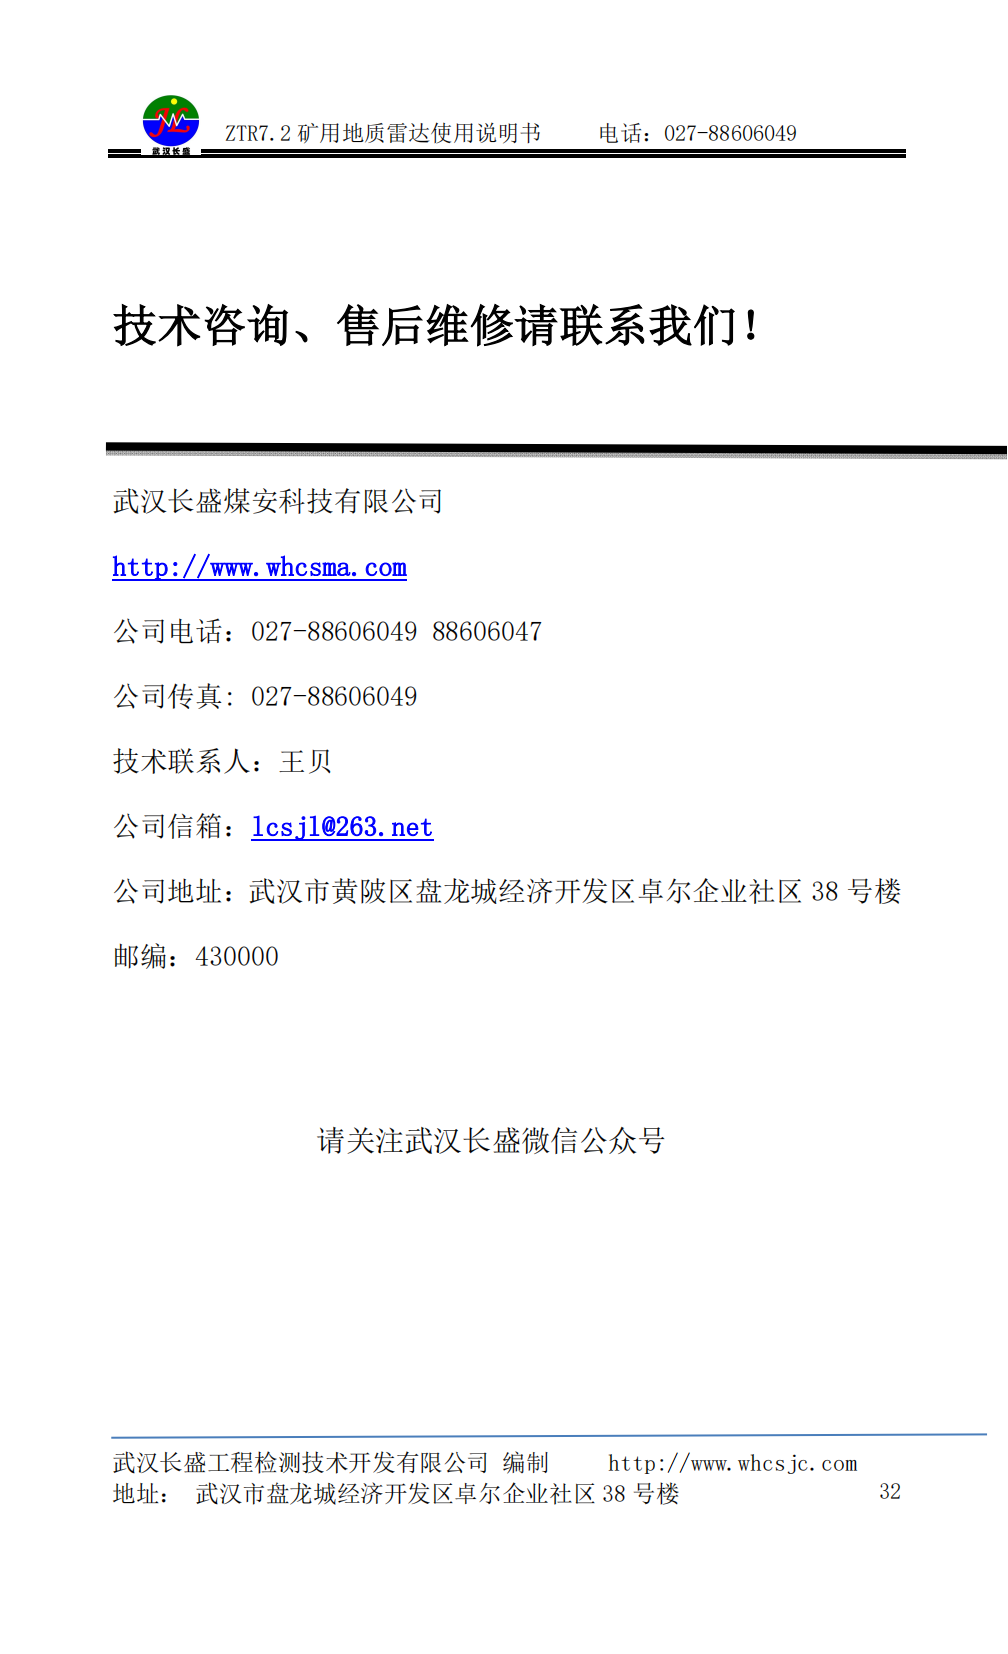 武汉长盛
ZTR7.2 矿用地质雷达使用说明书 电话：027-88606049
技术咨询、售后维修请联系我们！
武汉长盛煤安科技有限公司
http://www.whcsma.com
公司电话：027-88606049 88606047
公司传真: 027-88606049
技术联系人：王贝
公司信箱：lcsjl@263.net
公司地址：武汉市黄陂区盘龙城经济开发区卓尔企业社区 38 号楼
邮编：430000
请关注武汉长盛微信公众号
武汉长盛工程检测技术开发有限公司 编制 http://www.whcsjc.com
地址： 武汉市盘龙城经济开发区卓尔企业社区 38 号楼 32